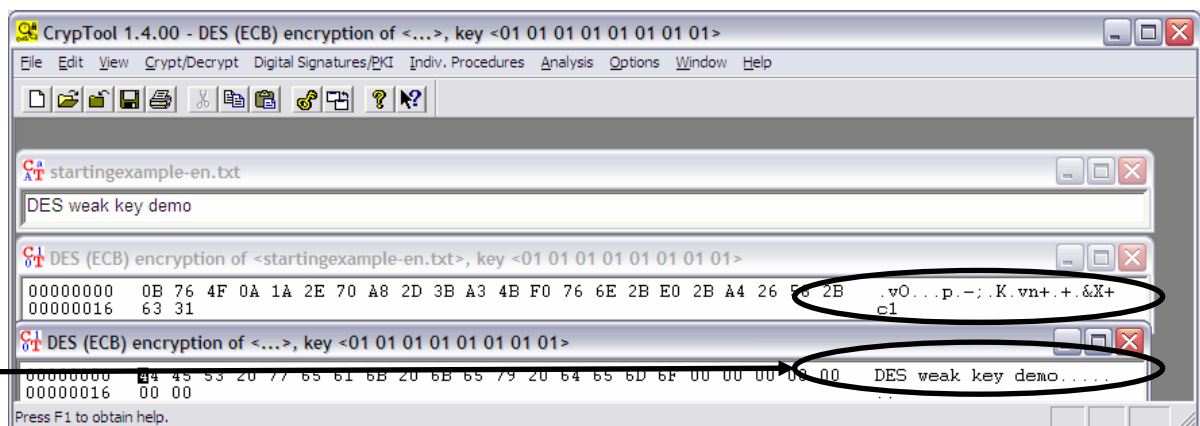 CrypTool 1.4.00 - DES (ECB) encryption of <...>, key <01 01 01 01 01 01 01 01>
File Edit View Crypt/Decrypt Digital Signatures/PKI Indiv. Procedures Analysis Options Window Help
startingexample-en.txt
DES weak key demo
DES (ECB) encryption of <startingexample-en.txt>, key <01 01 01 01 01 01 01 01>
00000000 0B 76 4F 0A 1A 2E 70 A8 2D 3B A3 4B F0 76 6E 2B E0 2B A4 26 58 2B .vO...p.-;.K.vn+.+.&X+
00000016 63 31 c1
DES (ECB) encryption of <...>, key <01 01 01 01 01 01 01 01>
00000000 44 45 53 20 77 65 61 6B 20 6B 65 79 20 64 65 6D 6F 00 00 00 00 00 DES weak key demo.....
00000016 00 00 ..
Press F1 to obtain help.